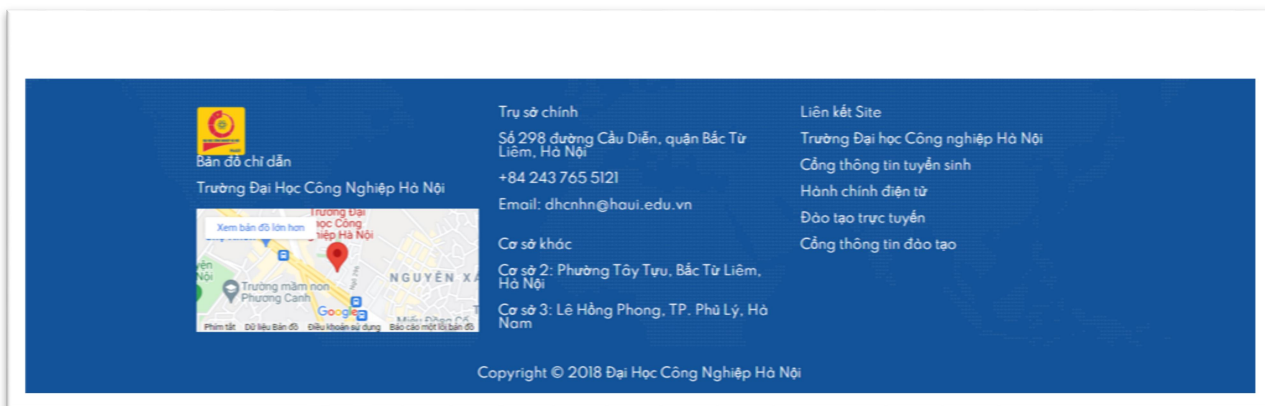 Bản đồ chỉ dẫn
Trường Đại Học Công Nghiệp Hà Nội
Xem bản đồ lớn hơn
Trường Đại
học Công
nghiệp Hà Nội
NGUYÊN XÁ
Trường mầm non
Phương Canh
Google
Phím tắt Dữ liệu Bản đồ Điều khoản sử dụng Báo cáo một lỗi bản đồ
Trụ sở chính
Số 298 đường Cầu Diễn, quận Bắc Từ
Liêm, Hà Nội
+84 243 765 5121
Email: dhcnhn@haui.edu.vn
Cơ sở khác
Cơ sở 2: Phường Tây Tựu, Bắc Từ Liêm,
Hà Nội
Cơ sở 3: Lê Hồng Phong, TP. Phủ Lý, Hà
Nam
Liên kết Site
Trường Đại học Công nghiệp Hà Nội
Cổng thông tin tuyển sinh
Hành chính điện tử
Đào tạo trực tuyến
Cổng thông tin đào tạo
Copyright © 2018 Đại Học Công Nghiệp Hà Nội